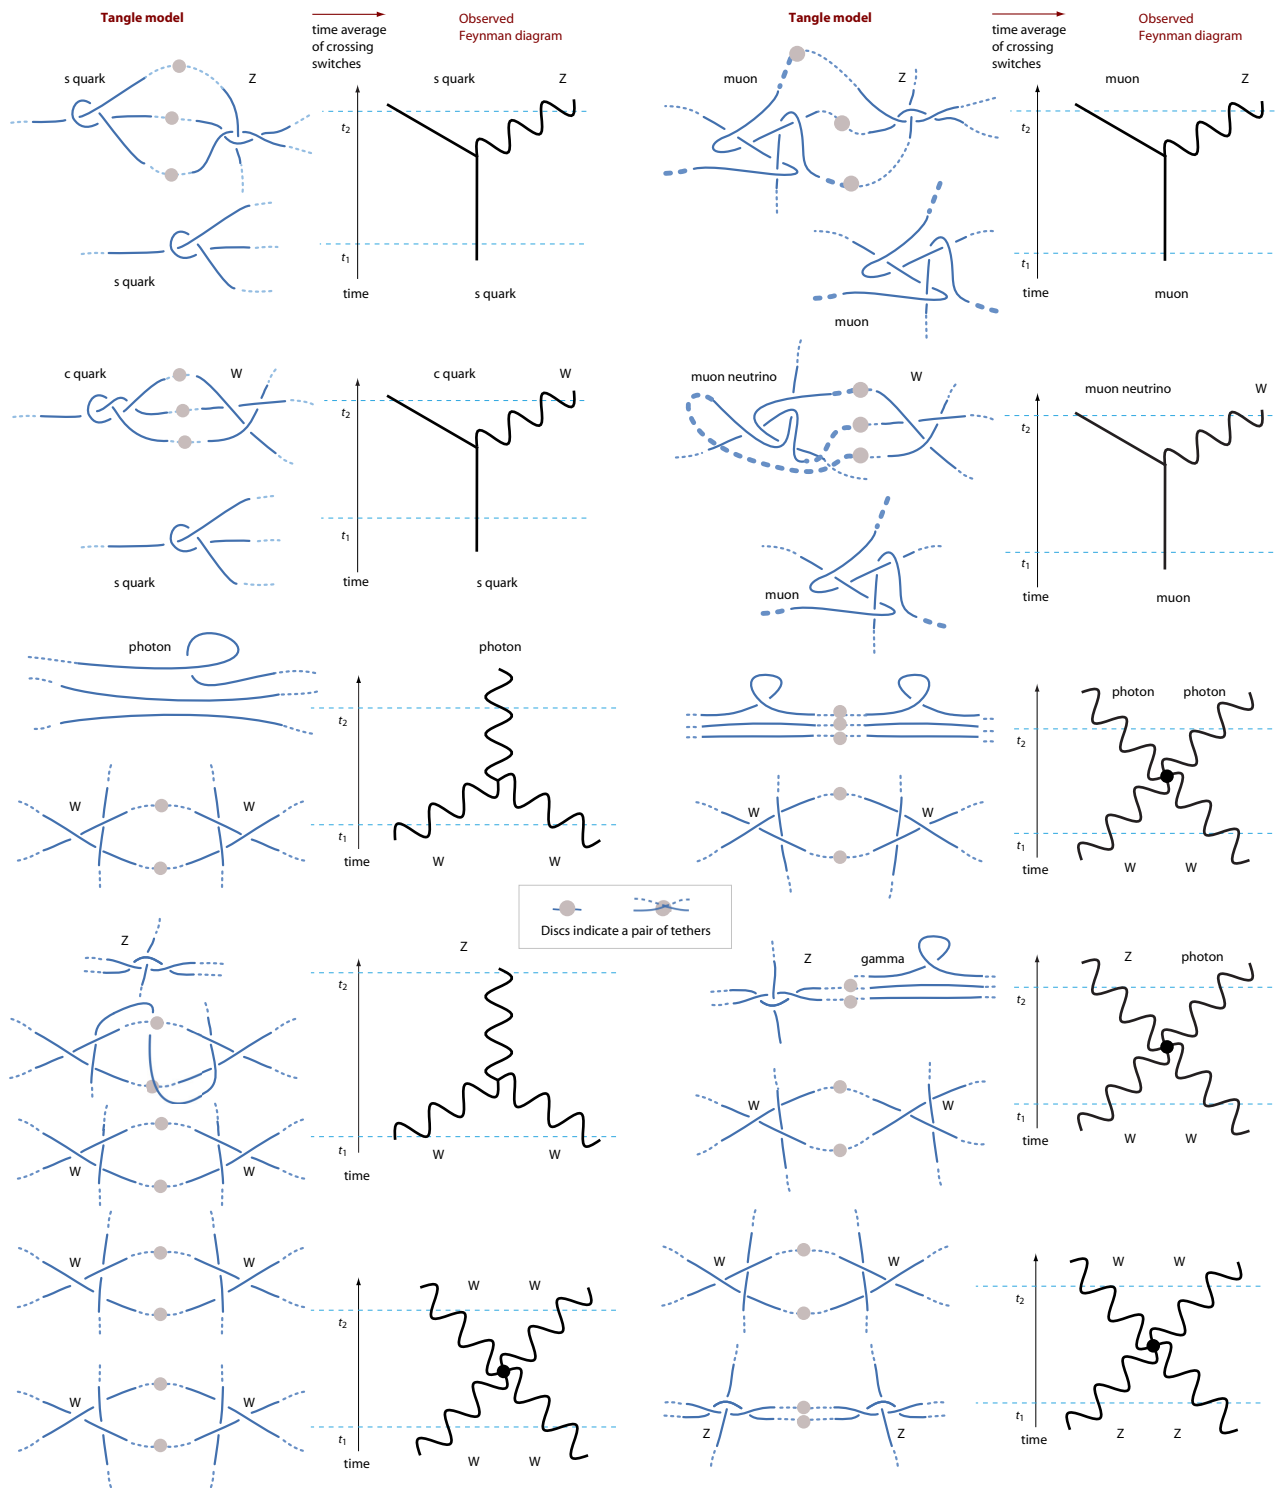 Tangle model
time average
of crossing
switches
Observed
Feynman diagram
s quark
Z
s quark
Z
t2
t1
s quark
time
s quark
Tangle model
time average
of crossing
switches
Observed
Feynman diagram
muon
Z
muon
Z
t2
t1
muon
time
muon
c quark
W
c quark
W
t2
t1
s quark
time
s quark
muon neutrino
W
muon neutrino
W
t2
t1
muon
time
muon
photon
photon
t2
W
W
t1
time
W
W
photon
photon
t2
W
W
t1
time
W
W
Discs indicate a pair of tethers
Z
Z
t2
W
W
t1
time
W
W
Z
gamma
Z
photon
t2
W
W
t1
time
W
W
W
W
W
W
t2
W
W
t1
time
W
W
W
W
W
W
t2
Z
Z
t1
time
Z
Z